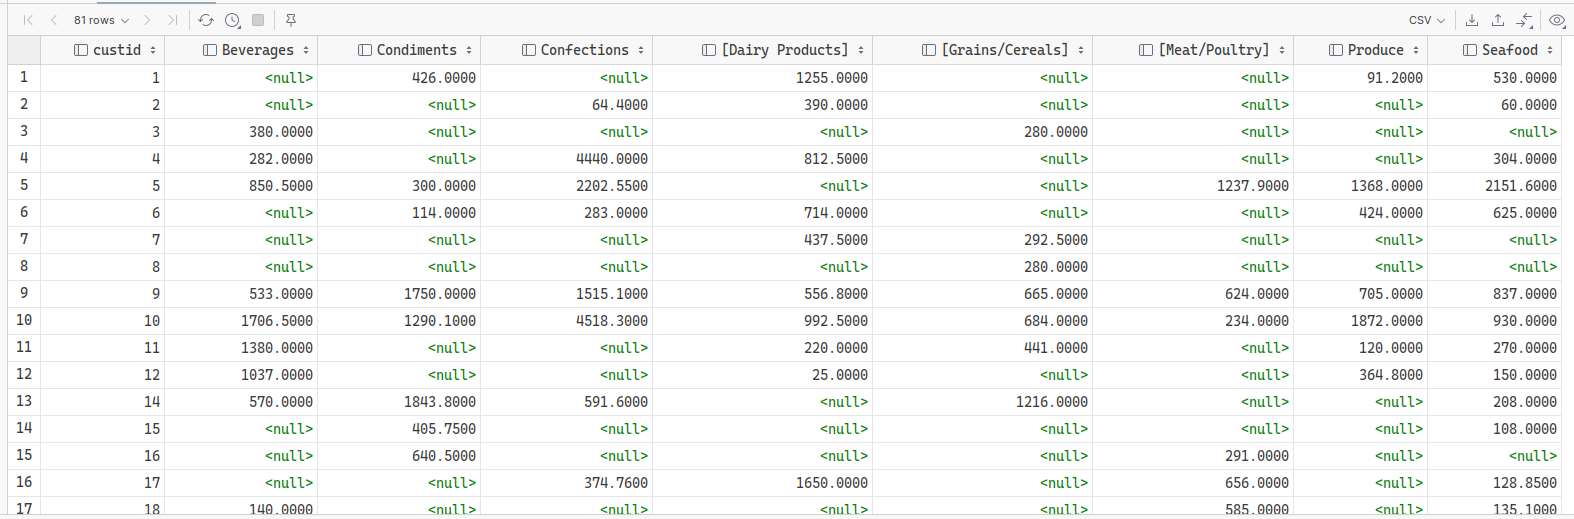 81 rows CSV
custid Beverages Condiments Confections [Dairy Products] [Grains/Cereals] [Meat/Poultry] Produce Seafood
1 1 <null> 426.0000 <null> 1255.0000 <null> <null> 91.2000 530.0000
2 2 <null> <null> 64.4000 390.0000 <null> <null> <null> 60.0000
3 3 380.0000 <null> <null> <null> 280.0000 <null> <null> <null>
4 4 282.0000 <null> 4440.0000 812.5000 <null> <null> <null> 304.0000
5 5 850.5000 300.0000 2202.5500 <null> <null> 1237.9000 1368.0000 2151.6000
6 6 <null> 114.0000 283.0000 714.0000 <null> <null> 424.0000 625.0000
7 7 <null> <null> <null> 437.5000 292.5000 <null> <null> <null>
8 8 <null> <null> <null> <null> 280.0000 <null> <null> <null>
9 9 533.0000 1750.0000 1515.1000 556.8000 665.0000 624.0000 705.0000 837.0000
10 10 1706.5000 1290.1000 4518.3000 992.5000 684.0000 234.0000 1872.0000 930.0000
11 11 1380.0000 <null> <null> 220.0000 441.0000 <null> 120.0000 270.0000
12 12 1037.0000 <null> <null> 25.0000 <null> <null> 364.8000 150.0000
13 14 570.0000 1843.8000 591.6000 <null> 1216.0000 <null> <null> 208.0000
14 15 <null> 405.7500 <null> <null> <null> <null> <null> 108.0000
15 16 <null> 640.5000 <null> <null> <null> 291.0000 <null> <null>
16 17 <null> <null> 374.7600 1650.0000 <null> 656.0000 <null> 128.8500
17 18 140.0000 <null> <null> <null> <null> 585.0000 <null> 135.1000